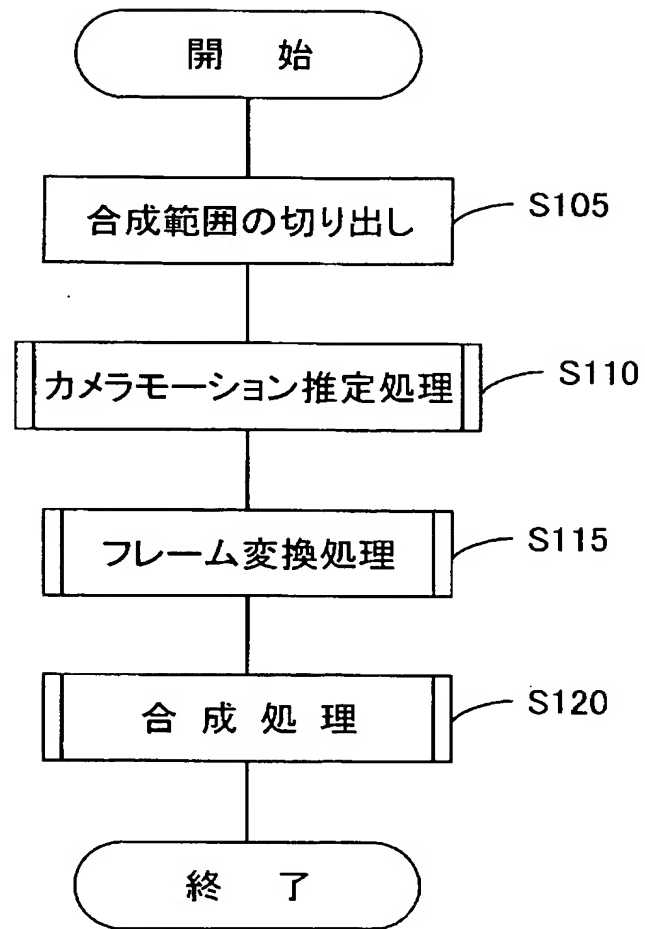 開 始
合成範囲の切り出し S105
カメラモーション推定処理 S110
フレーム変換処理 S115
合 成 処 理 S120
終 了